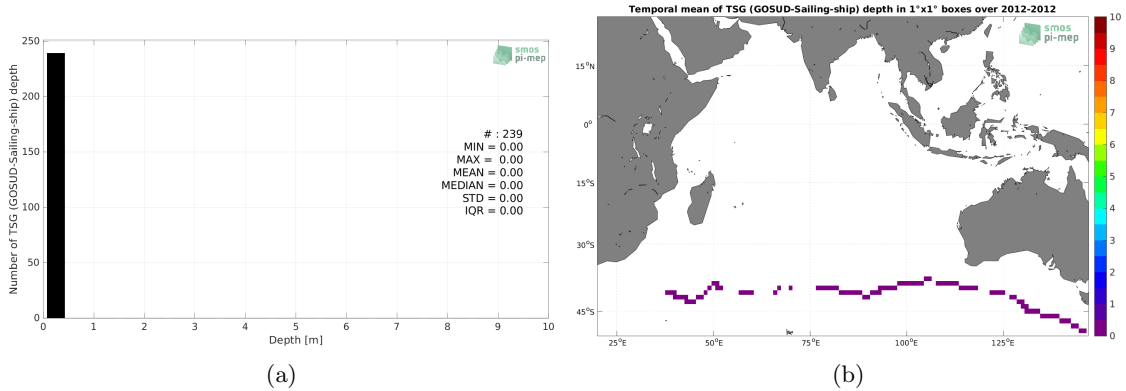 250
200
150
100
50
0
Number of TSG (GOSUD-Sailing-ship) depth
smos
pi-mep
# : 239
MIN = 0.00
MAX = 0.00
MEAN = 0.00
MEDIAN = 0.00
STD = 0.00
IQR = 0.00
0 1 2 3 4 5 6 7 8 9 10
Depth [m]
(a)
Temporal mean of TSG (GOSUD-Sailing-ship) depth in 1°x1° boxes over 2012-2012
smos
pi-mep
15°N
0°
15°S
30°S
45°S
25°E 50°E 75°E 100°E 125°E
10
9
8
7
6
5
4
3
2
1
0
(b)